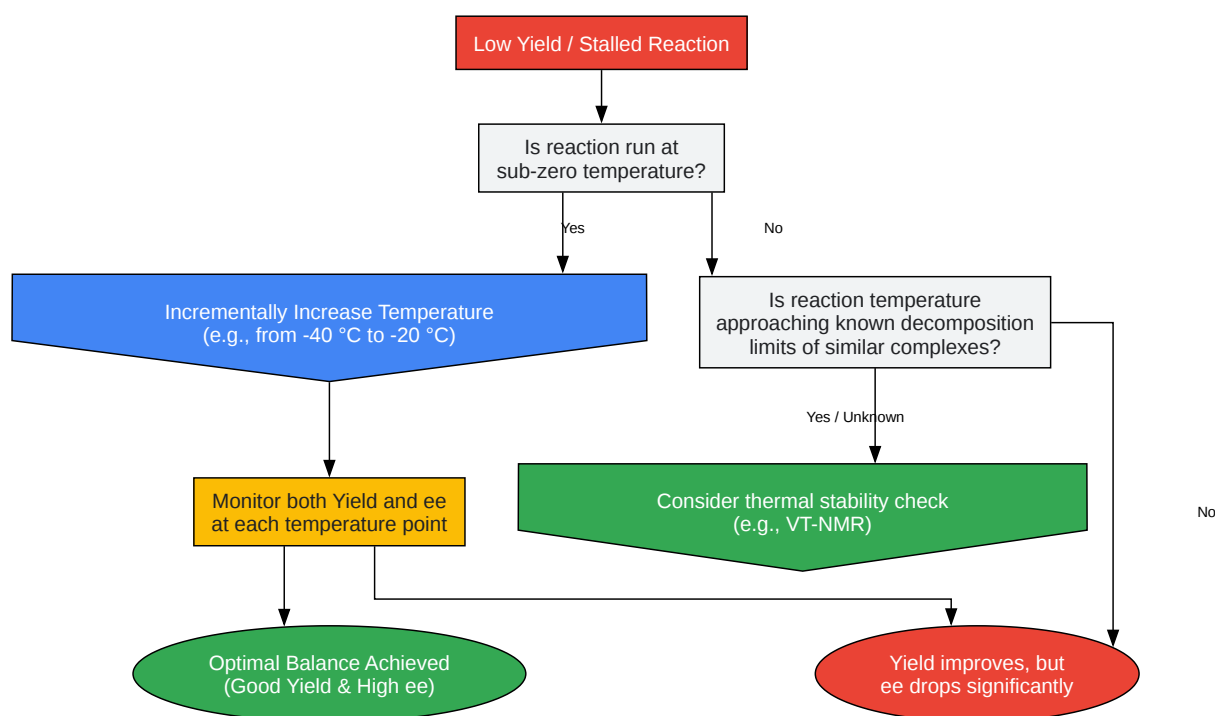 Low Yield / Stalled Reaction
Is reaction run at
sub-zero temperature?
Yes
No
Incrementally Increase Temperature
(e.g., from -40 °C to -20 °C)
Is reaction temperature
approaching known decomposition
limits of similar complexes?
Yes / Unknown
Monitor both Yield and ee
at each temperature point
Consider thermal stability check
(e.g., VT-NMR)
No
Optimal Balance Achieved
(Good Yield & High ee)
Yield improves, but
ee drops significantly